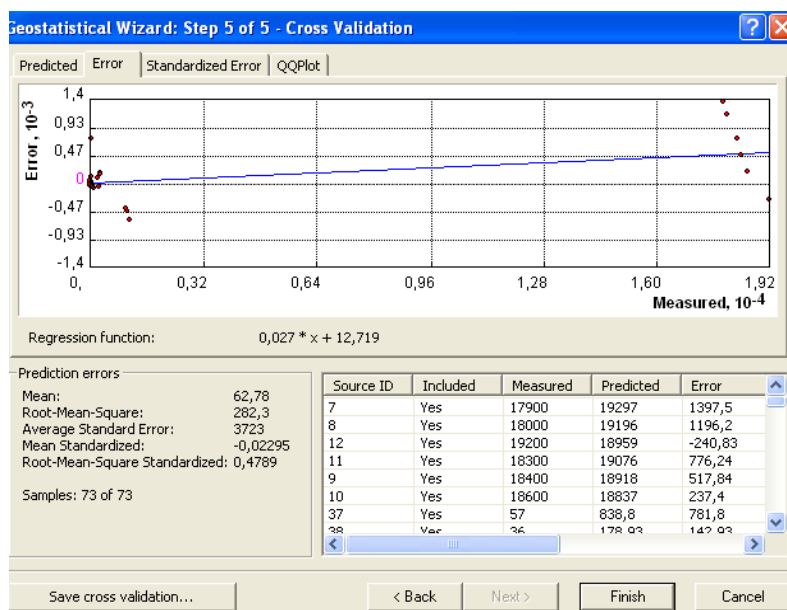 Geostatistical Wizard: Step 5 of 5 - Cross Validation
Predicted Error Standardized Error QQPlot
Error, 10⁻³
1,4
0,93
0,47
0
-0,47
-0,93
-1,4
0, 0,32 0,64 0,96 1,28 1,60 1,92
Measured, 10⁻⁴
Regression function: 0,027 * x + 12,719
Prediction errors
Mean: 62,78
Root-Mean-Square: 282,3
Average Standard Error: 3723
Mean Standardized: -0,02295
Root-Mean-Square Standardized: 0,4789
Samples: 73 of 73
Source ID Included Measured Predicted Error
7 Yes 17900 19297 1397,5
8 Yes 18000 19196 1196,2
12 Yes 19200 18959 -240,83
11 Yes 18300 19076 776,24
9 Yes 18400 18918 517,84
10 Yes 18600 18837 237,4
37 Yes 57 838,8 781,8
38 Yes 36 178,93 142,93
Save cross validation... < Back Next > Finish Cancel